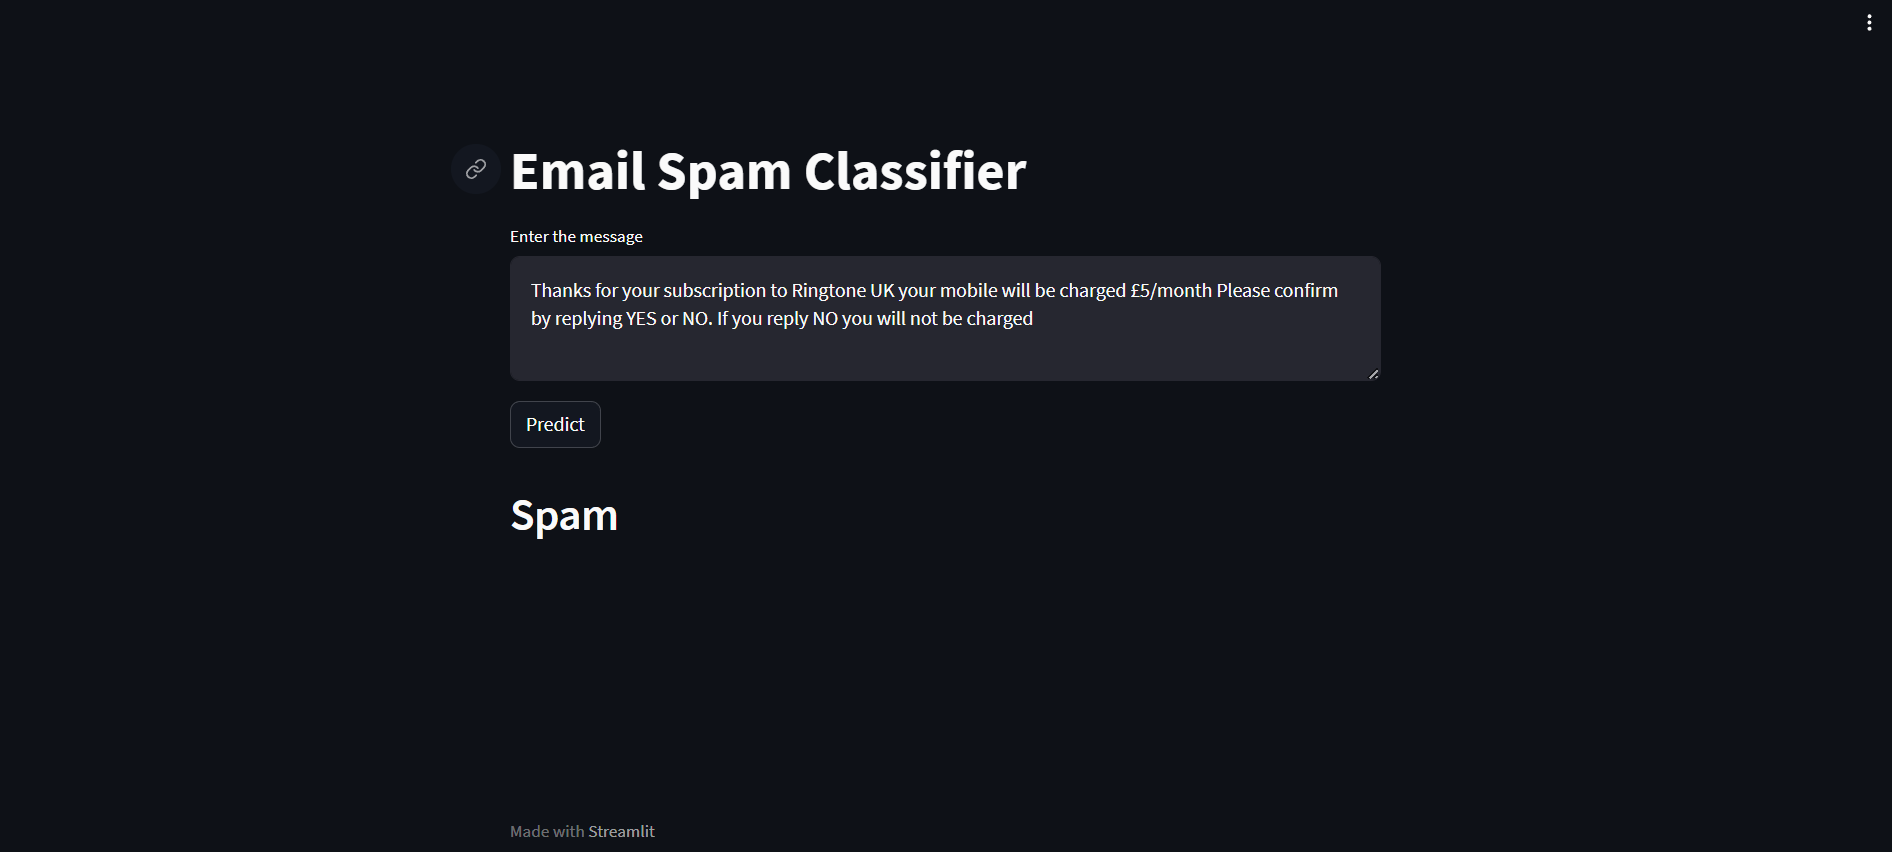 Email Spam Classifier
Enter the message
Thanks for your subscription to Ringtone UK your mobile will be charged £5/month Please confirm
by replying YES or NO. If you reply NO you will not be charged
Predict
Spam
Made with Streamlit